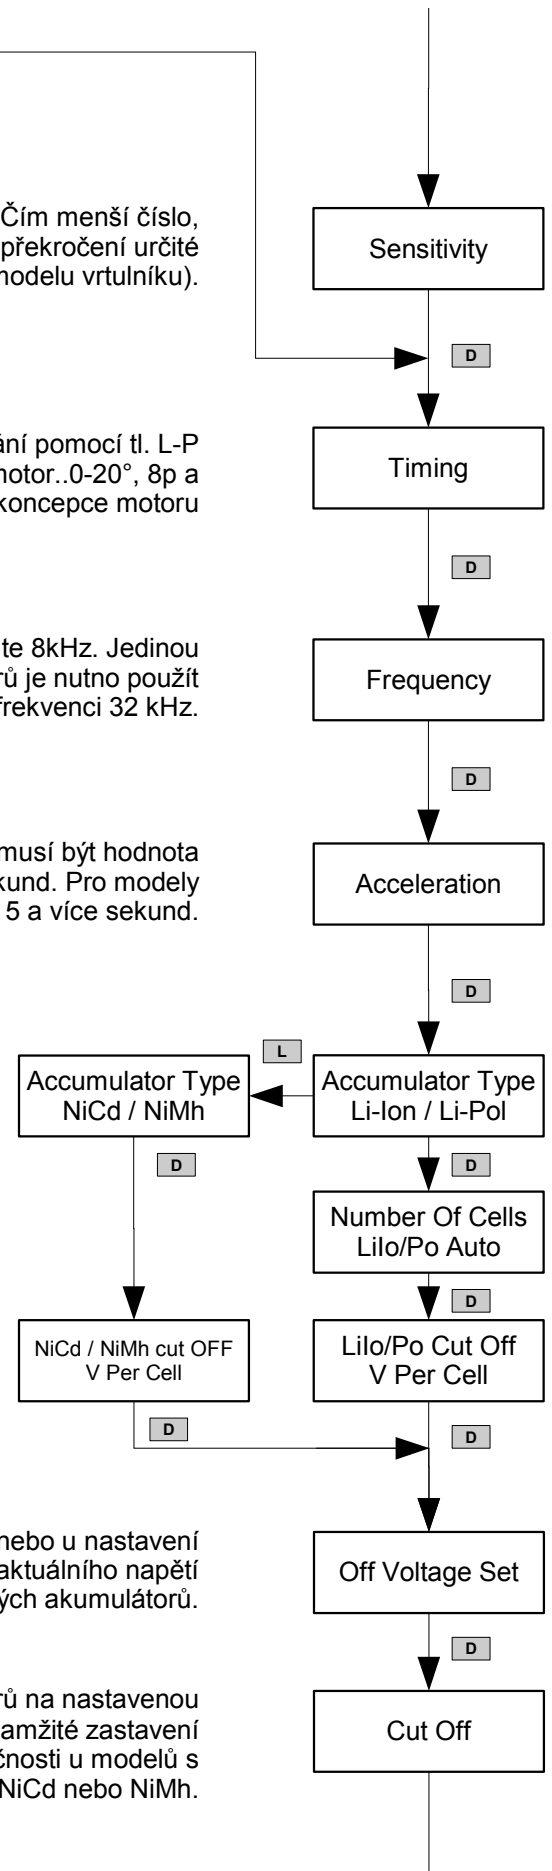 Čím menší číslo,
překročení určité
modelu vrtulníku).
Sensitivity
D
ání pomocí tl. L-P
motor..0-20°, 8p a
koncepce motoru
Timing
D
te 8kHz. Jedinou
rů je nutno použít
frekvenci 32 kHz.
Frequency
D
musí být hodnota
kund. Pro modely
5 a více sekund.
Acceleration
D
L
Accumulator Type
NiCd / NiMh
Accumulator Type
Li-Ion / Li-Pol
D
D
Number Of Cells
LiIo/Po Auto
D
NiCd / NiMh cut OFF
V Per Cell
LiIo/Po Cut Off
V Per Cell
D
D
nebo u nastavení
aktuálního napětí
ých akumulátorů.
Off Voltage Set
D
rů na nastavenou
amžité zastavení
čnosti u modelů s
NiCd nebo NiMh.
Cut Off